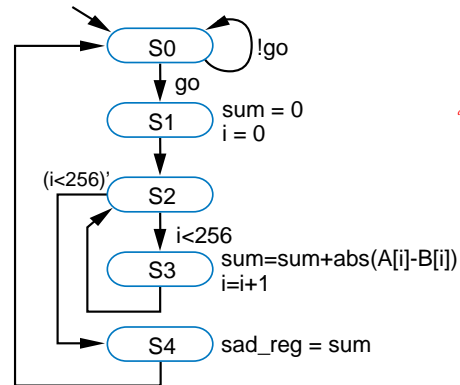 S0
!go
go
S1
sum = 0
i = 0
(i<256)’
S2
i<256
S3
sum=sum+abs(A[i]-B[i])
i=i+1
S4
sad_reg = sum